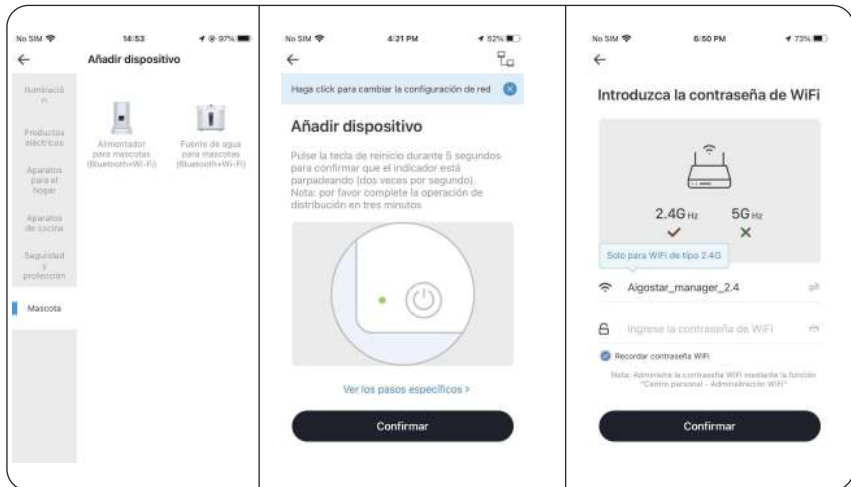 No SIM 14:53 97%
Añadir dispositivo
Iluminació
n
Productos
eléctricos
Aparatos
para el
hogar
Aparatos
de cocina
Seguridad
y
protección
Mascota
Alimentador
para mascotas
(Bluetooth+Wi-Fi)
Fuente de agua
para mascotas
(Bluetooth+Wi-Fi)
No SIM 4:21 PM 52%
Haga click para cambiar la configuración de red
Añadir dispositivo
Pulse la tecla de reinicio durante 5 segundos
para confirmar que el indicador está
parpadeando (dos veces por segundo).
Nota: por favor complete la operación de
distribución en tres minutos
Ver los pasos específicos >
Confirmar
No SIM 6:50 PM 73%
Introduzca la contraseña de WiFi
2.4G Hz 5G Hz
Solo para WiFi de tipo 2.4G
Aigostar_manager_2.4
Ingrese la contraseña de WiFi
Recordar contraseña WiFi
Nota: Administre la contraseña WiFi mediante la función
"Centro personal - Adminsitración WiFi"
Confirmar